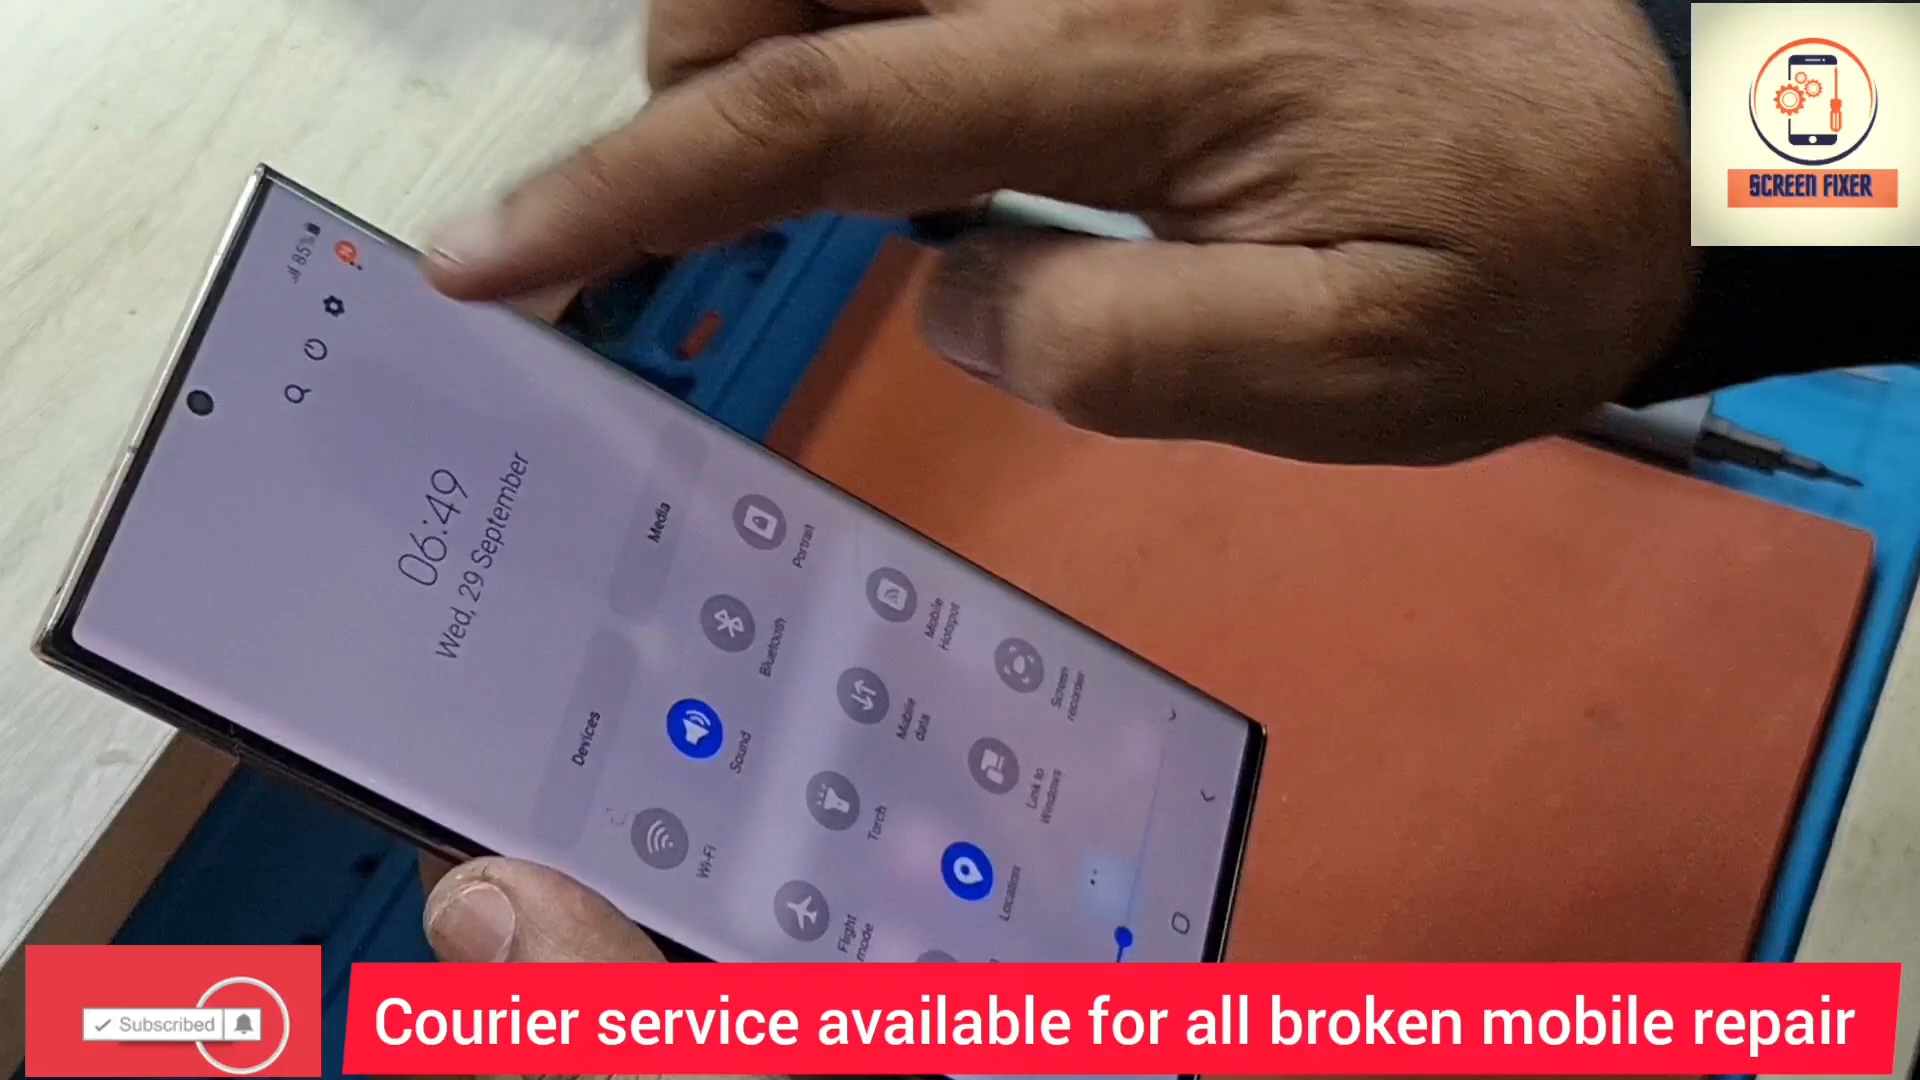 SCREEN FIXER
85%
06:49
Wed, 29 September
Devices
Media
Wi-Fi
Sound
Bluetooth
Portrait
Flight
mode
Torch
Mobile
data
Mobile
Hotspot
Location
Link to
Windows
Screen
recorder
Subscribed
Courier service available for all broken mobile repair